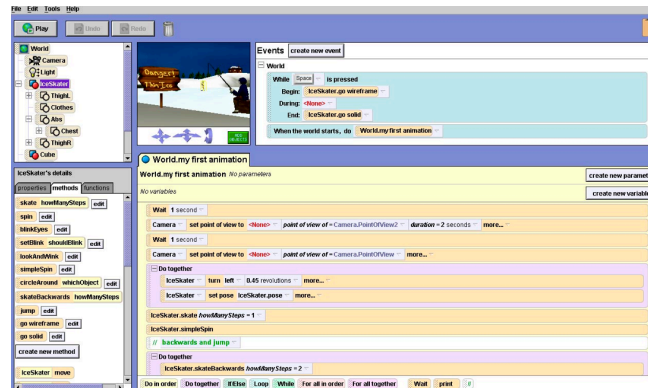 File Edit Tools Help
Play Undo Redo
World
Camera
Light
IceSkater
ThighL
Clothes
Abs
Chest
ThighR
Cube
Danger!
Thin Ice
ADD OBJECTS
Events create new event
World
While Space is pressed
Begin: IceSkater.go wireframe
During: <None>
End: IceSkater.go solid
When the world starts, do World.my first animation
IceSkater's details
properties methods functions
skate howManySteps edit
spin edit
blinkEyes edit
setBlink shouldBlink edit
lookAndWink edit
simpleSpin edit
circleAround whichObject edit
skateBackwards howManySteps
jump edit
go wireframe edit
go solid edit
create new method
IceSkater move
World.my first animation
World.my first animation No parameters create new paramet
No variables create new variabl
Wait 1 second
Camera set point of view to <None> point of view of = Camera.PointOfView2 duration = 2 seconds more...
Wait 1 second
Camera set point of view to <None> point of view of = Camera.PointOfView more...
Do together
IceSkater turn left 0.45 revolutions more...
IceSkater set pose IceSkater.pose more...
IceSkater.skate howManySteps = 1
IceSkater.simpleSpin
// backwards and jump
Do together
IceSkater.skateBackwards howManySteps = 2
Do in order Do together If/Else Loop While For all in order For all together Wait print //